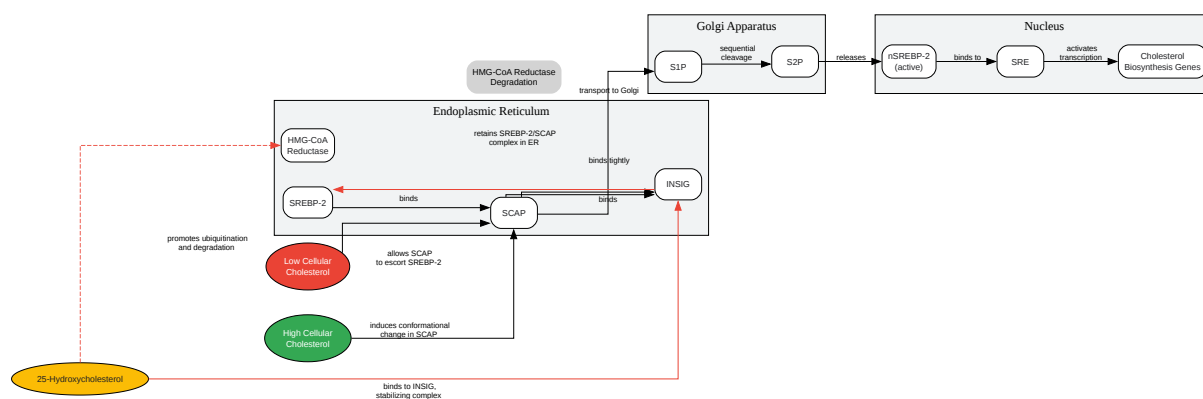 Golgi Apparatus
Nucleus
S1P
sequential
cleavage
S2P
releases
nSREBP-2
(active)
binds to
SRE
activates
transcription
Cholesterol
Biosynthesis Genes
HMG-CoA Reductase
Degradation
transport to Golgi
Endoplasmic Reticulum
HMG-CoA
Reductase
retains SREBP-2/SCAP
complex in ER
binds tightly
INSIG
SREBP-2
binds
SCAP
binds
promotes ubiquitination
and degradation
Low Cellular
Cholesterol
allows SCAP
to escort SREBP-2
High Cellular
Cholesterol
induces conformational
change in SCAP
25-Hydroxycholesterol
binds to INSIG,
stabilizing complex